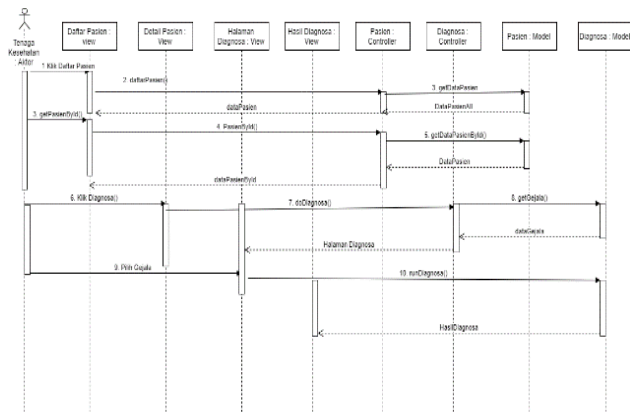 Tenaga
Kesehatan
: Aktor
Daftar Pasien :
view
Detail Pasien :
View
Halaman
Diagnosa : View
Hasil Diagnosa :
View
Pasien :
Controller
Diagnosa :
Controller
Pasien : Model
Diagnosa : Model
1 Klik Daftar Pasien
2. daftarPasien()
3. getDataPasien
dataPasien
DataPasienAll
3. getPasienById()
4. PasienById()
5. getDataPasienById()
DataPasien
dataPasienById
6. Klik Diagnosa()
7. doDiagnosa()
8. getGejala()
dataGejala
Halaman Diagnosa
9. Pilih Gejala
10. runDiagnosa()
HasilDiagnosa